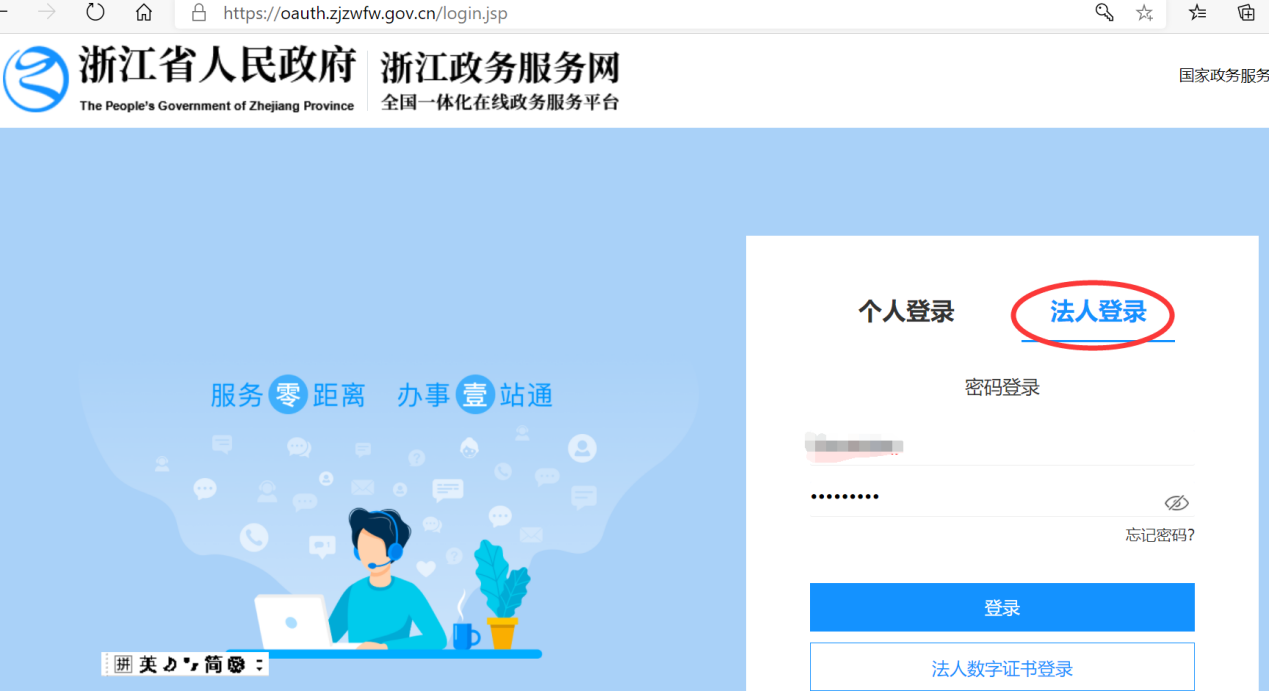 https://oauth.zjzwfw.gov.cn/login.jsp
浙江省人民政府
The People's Government of Zhejiang Province
浙江政务服务网
全国一体化在线政务服务平台
国家政务服务
个人登录 法人登录
密码登录
服务零距离 办事壹站通
•••••••••
忘记密码?
登录
法人数字证书登录
拼 英 简